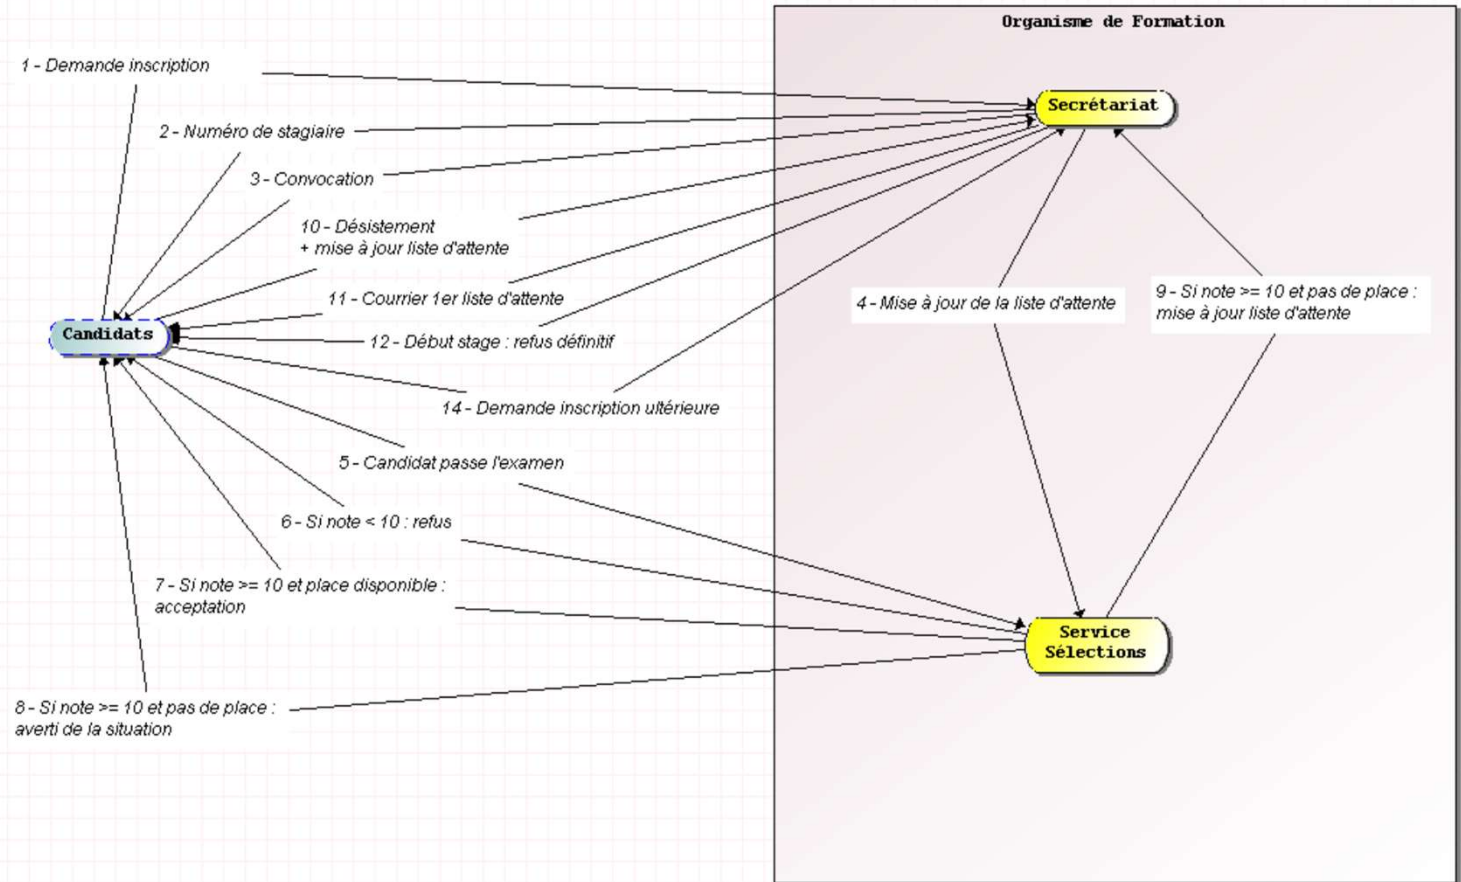 Organisme de Formation
1 - Demande inscription
Secrétariat
2 - Numéro de stagiaire
3 - Convocation
10 - Désistement
+ mise à jour liste d'attente
11 - Courrier 1er liste d'attente
4 - Mise à jour de la liste d'attente
9 - Si note >= 10 et pas de place :
mise à jour liste d'attente
Candidats
12 - Début stage : refus définitif
14 - Demande inscription ultérieure
5 - Candidat passe l'examen
6 - Si note < 10 : refus
7 - Si note >= 10 et place disponible :
acceptation
Service
Sélections
8 - Si note >= 10 et pas de place :
averti de la situation